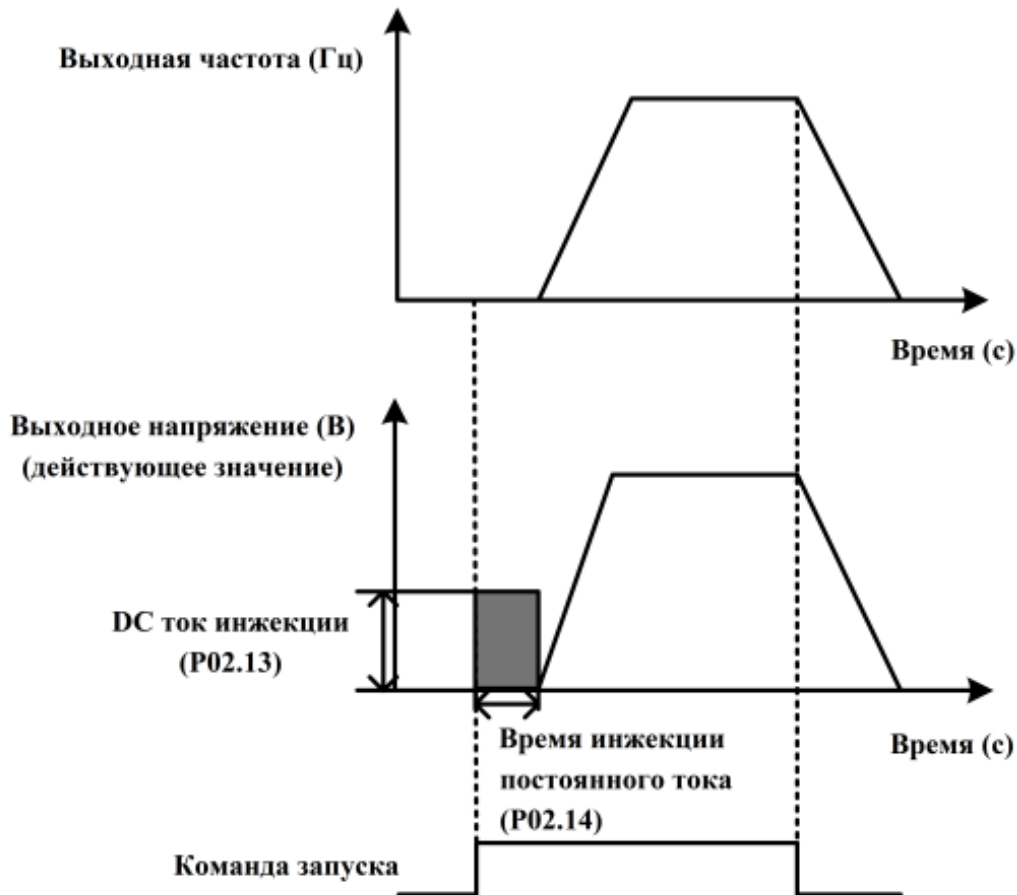 Выходная частота (Гц)
Время (с)
Выходное напряжение (В)
(действующее значение)
DC ток инжекции
(P02.13)
Время инжекции
постоянного тока
(P02.14)
Время (с)
Команда запуска